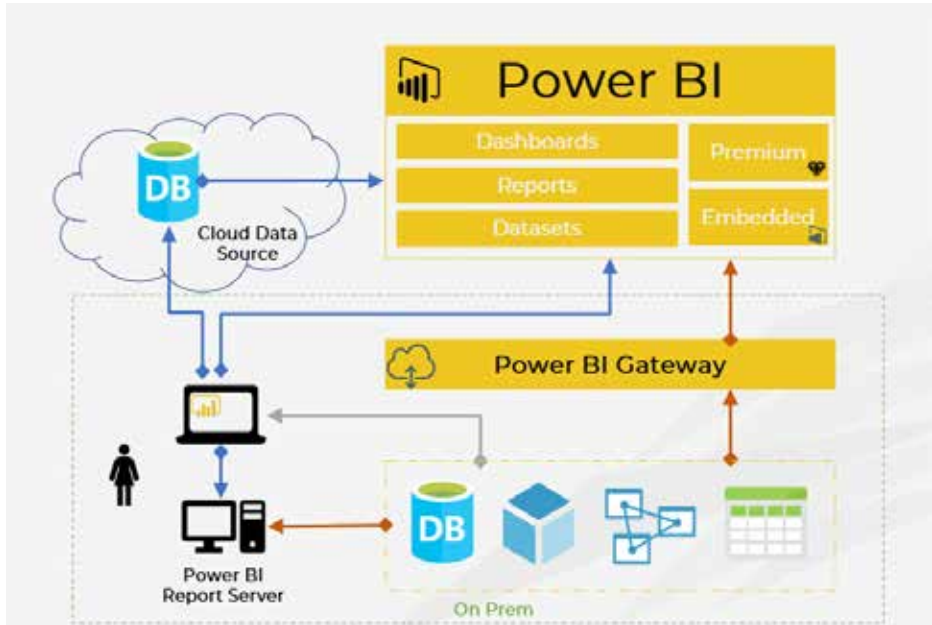 Power BI
Dashboards
Premium
Reports
Embedded
Datasets
DB
Cloud Data
Source
Power BI Gateway
DB
Power BI
Report Server
On Prem